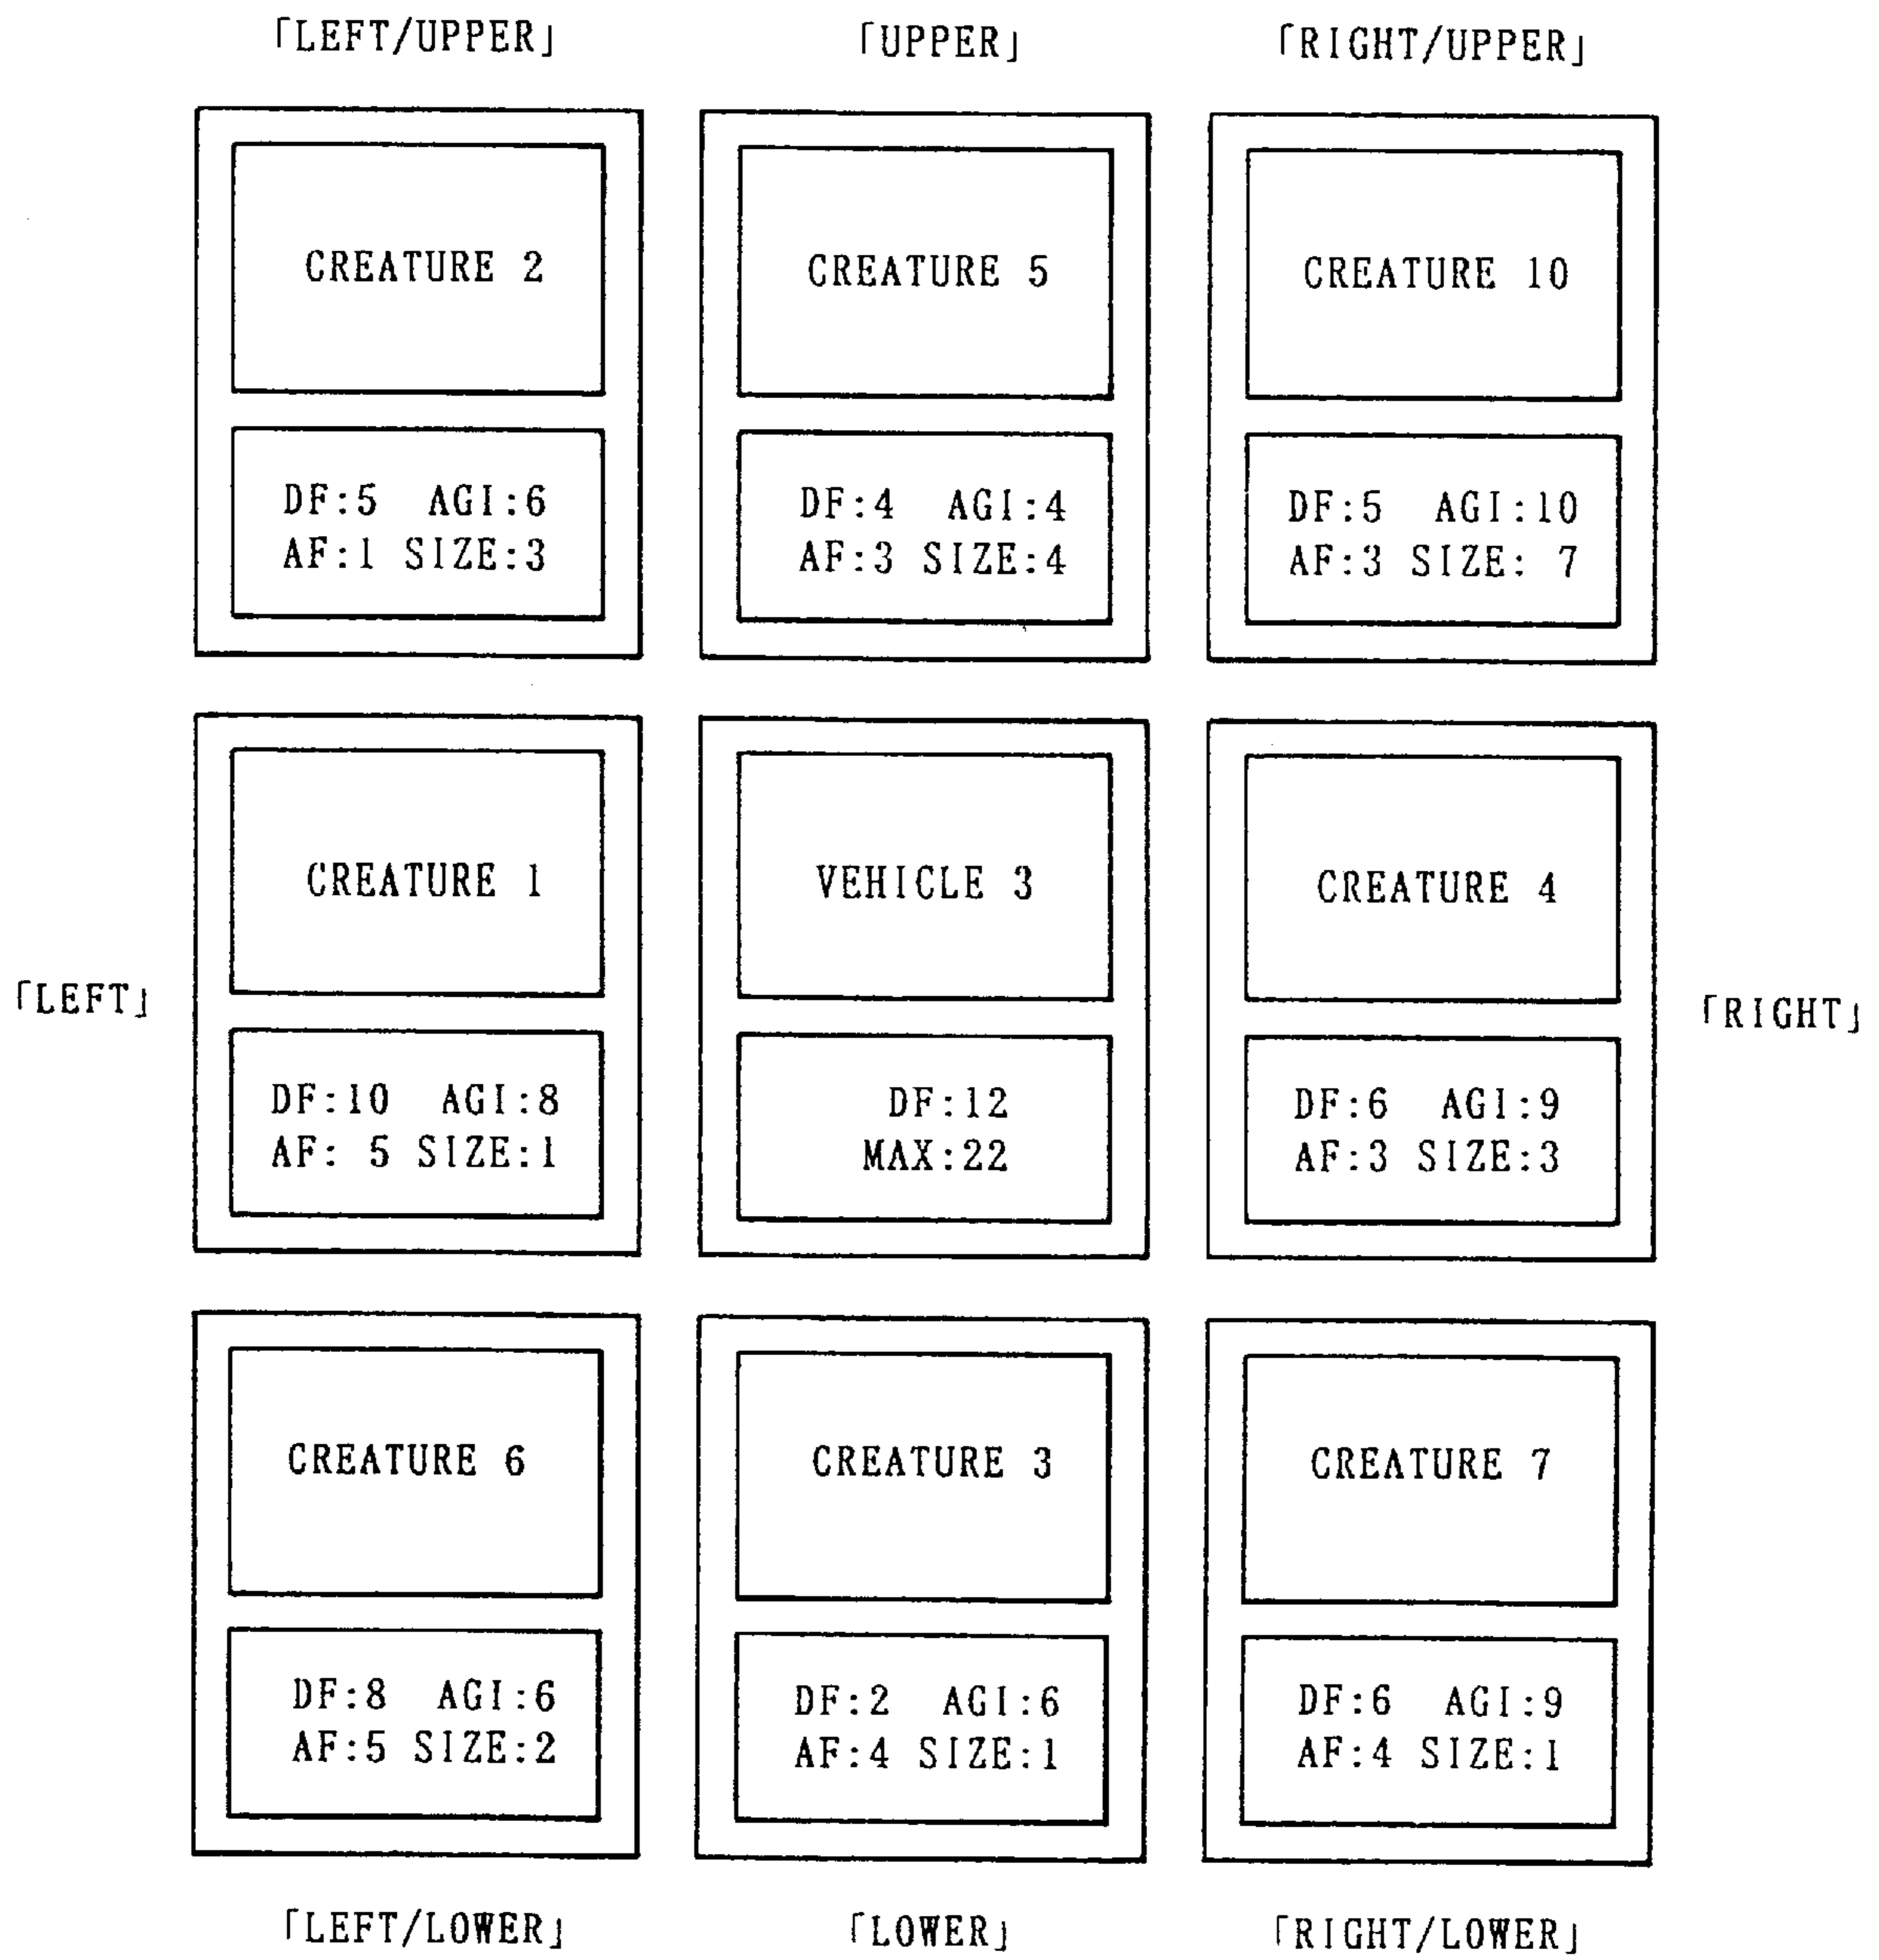 「LEFT/UPPER」 「UPPER」 「RIGHT/UPPER」
CREATURE 2
DF:5 AGI:6
AF:1 SIZE:3
CREATURE 5
DF:4 AGI:4
AF:3 SIZE:4
CREATURE 10
DF:5 AGI:10
AF:3 SIZE: 7
「LEFT」
CREATURE 1
DF:10 AGI:8
AF: 5 SIZE:1
VEHICLE 3
DF:12
MAX:22
CREATURE 4
DF:6 AGI:9
AF:3 SIZE:3
「RIGHT」
CREATURE 6
DF:8 AGI:6
AF:5 SIZE:2
CREATURE 3
DF:2 AGI:6
AF:4 SIZE:1
CREATURE 7
DF:6 AGI:9
AF:4 SIZE:1
「LEFT/LOWER」 「LOWER」 「RIGHT/LOWER」